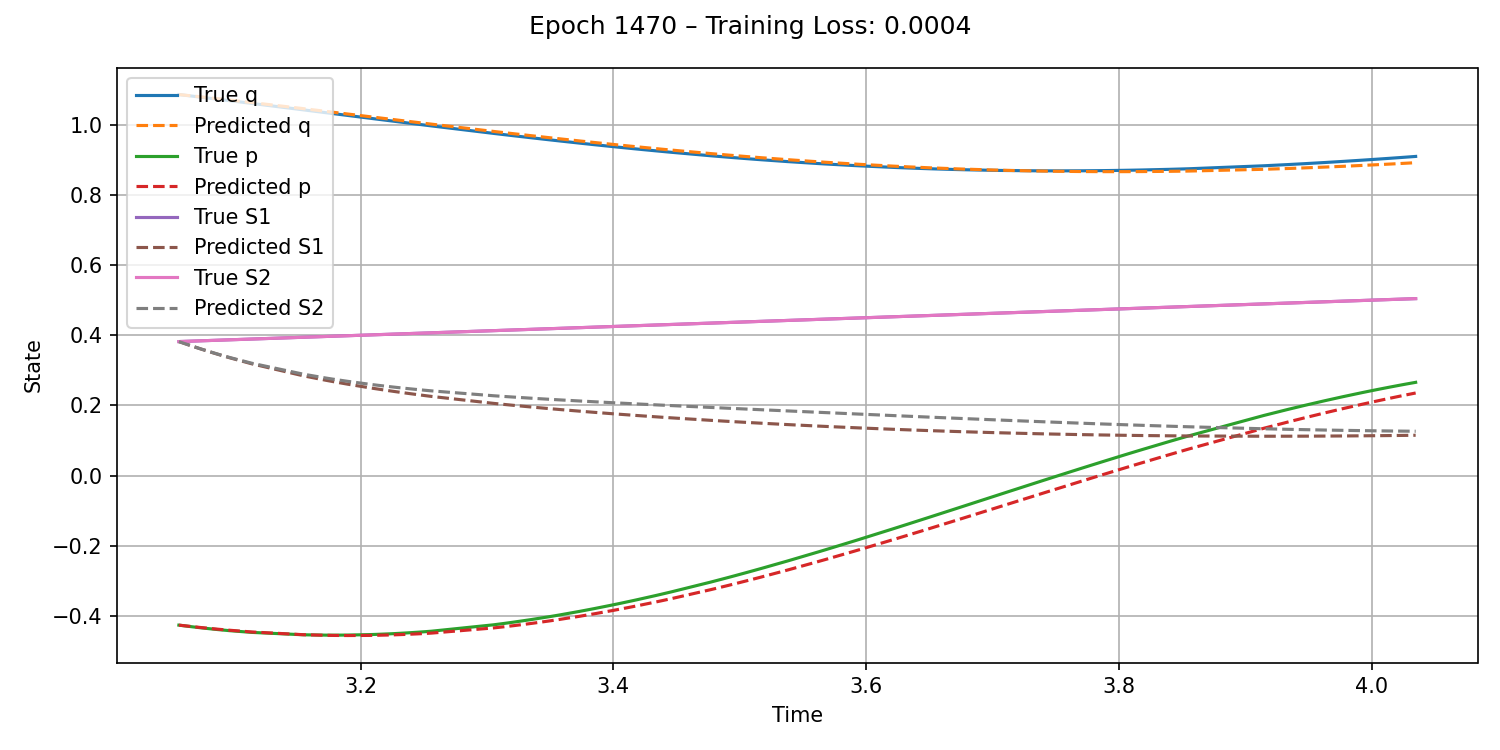 Epoch 1470 – Training Loss: 0.0004
True q
Predicted q
True p
Predicted p
True S1
Predicted S1
True S2
Predicted S2
State
1.0
0.8
0.6
0.4
0.2
0.0
−0.2
−0.4
3.2
3.4
3.6
3.8
4.0
Time